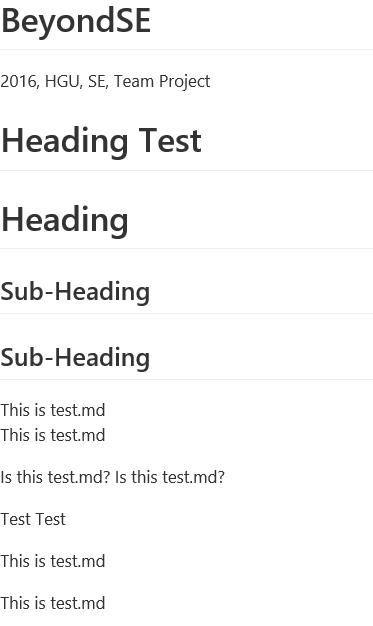 BeyondSE
2016, HGU, SE, Team Project
Heading Test
Heading
Sub-Heading
Sub-Heading
This is test.md
This is test.md
Is this test.md? Is this test.md?
Test Test
This is test.md
This is test.md